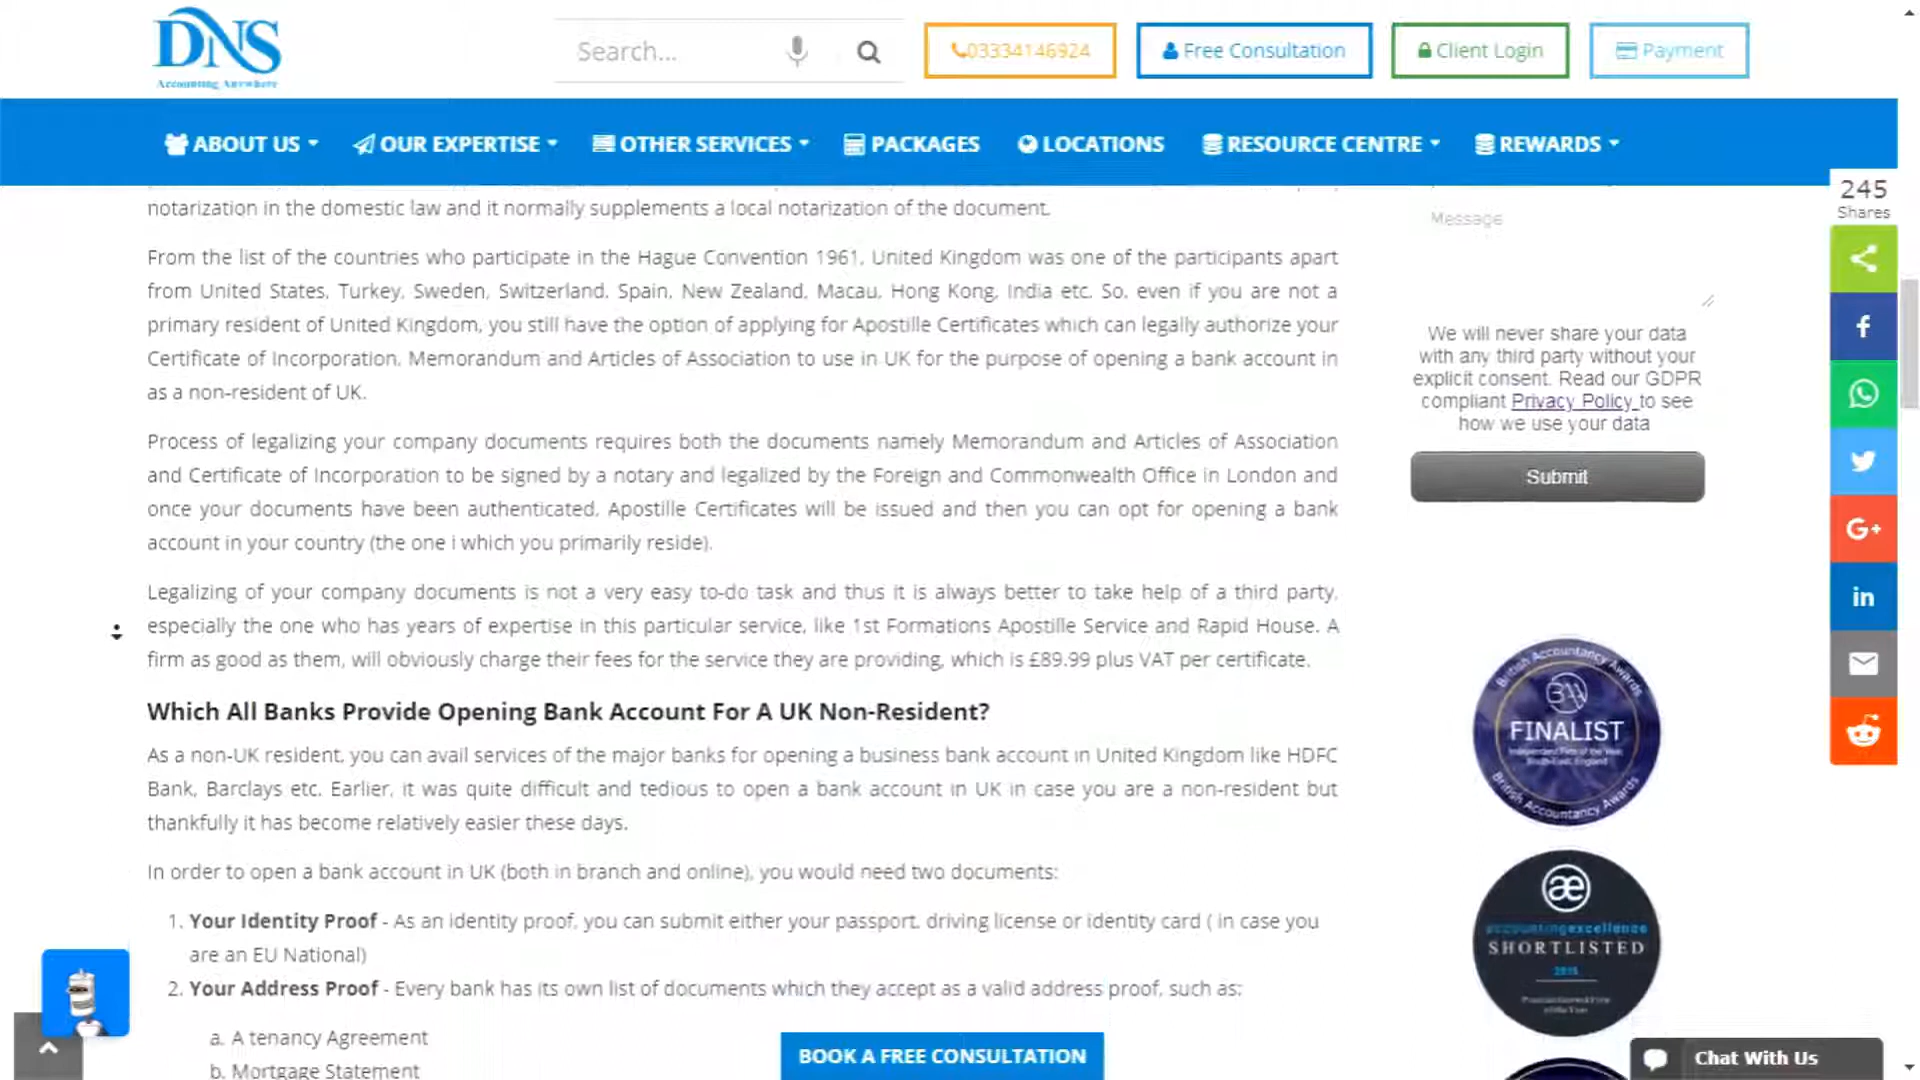 DNS
Accounting Anywhere
Search...
03334146924
Free Consultation
Client Login
Payment
ABOUT US
OUR EXPERTISE
OTHER SERVICES
PACKAGES
LOCATIONS
RESOURCE CENTRE
REWARDS
notarization in the domestic law and it normally supplements a local notarization of the document.
From the list of the countries who participate in the Hague Convention 1961, United Kingdom was one of the participants apart
from United States, Turkey, Sweden, Switzerland, Spain, New Zealand, Macau, Hong Kong, India etc. So, even if you are not a
primary resident of United Kingdom, you still have the option of applying for Apostille Certificates which can legally authorize your
Certificate of Incorporation, Memorandum and Articles of Association to use in UK for the purpose of opening a bank account in
as a non-resident of UK.
Process of legalizing your company documents requires both the documents namely Memorandum and Articles of Association
and Certificate of Incorporation to be signed by a notary and legalized by the Foreign and Commonwealth Office in London and
once your documents have been authenticated, Apostille Certificates will be issued and then you can opt for opening a bank
account in your country (the one i which you primarily reside).
Legalizing of your company documents is not a very easy to-do task and thus it is always better to take help of a third party,
especially the one who has years of expertise in this particular service, like 1st Formations Apostille Service and Rapid House. A
firm as good as them, will obviously charge their fees for the service they are providing, which is £89.99 plus VAT per certificate.
Which All Banks Provide Opening Bank Account For A UK Non-Resident?
As a non-UK resident, you can avail services of the major banks for opening a business bank account in United Kingdom like HDFC
Bank, Barclays etc. Earlier, it was quite difficult and tedious to open a bank account in UK in case you are a non-resident but
thankfully it has become relatively easier these days.
In order to open a bank account in UK (both in branch and online), you would need two documents:
1. Your Identity Proof - As an identity proof, you can submit either your passport, driving license or identity card ( in case you
are an EU National)
2. Your Address Proof - Every bank has its own list of documents which they accept as a valid address proof, such as:
a. A tenancy Agreement
b. Mortgage Statement
BOOK A FREE CONSULTATION
Message
We will never share your data
with any third party without your
explicit consent. Read our GDPR
compliant Privacy Policy to see
how we use your data
Submit
British Accountancy Awards
FINALIST
Independent Firm of the Year
South-East, England
British Accountancy Awards
æ
accountingexcellence
SHORTLISTED
245
Shares
f
G+
in
Chat With Us